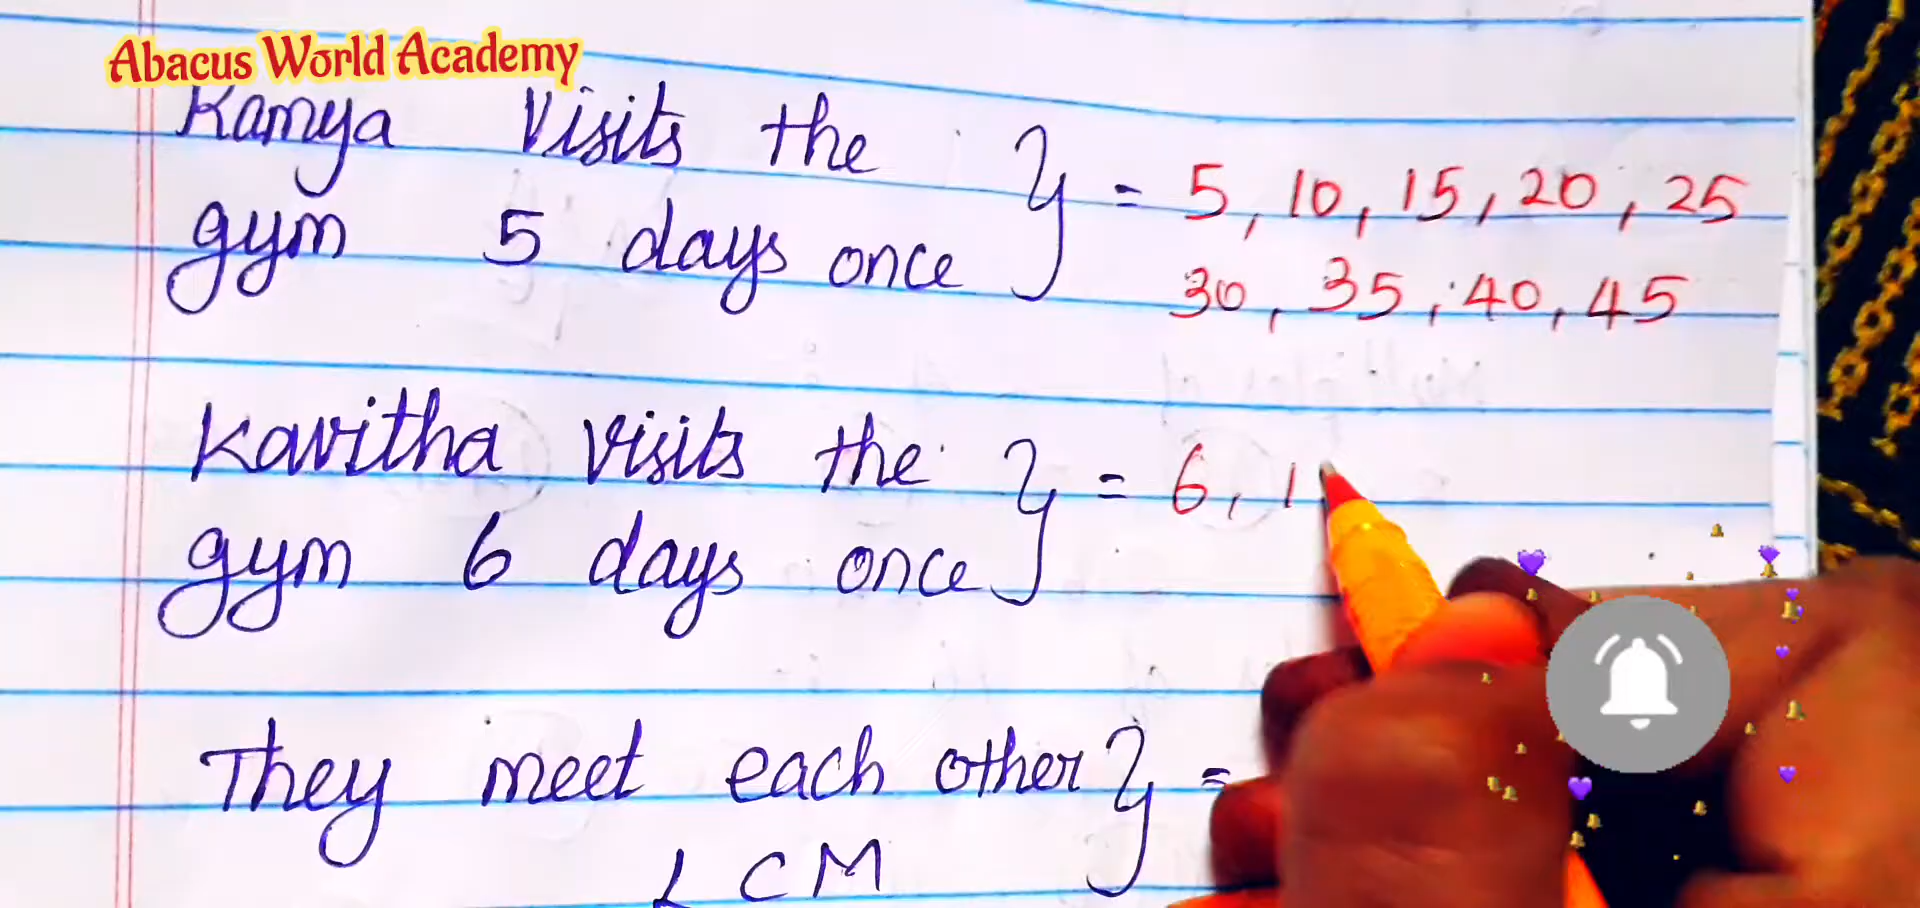 Abacus World Academy
Kamya visits the } = 5, 10, 15, 20, 25
gym 5 days once 30, 35, 40, 45
Kavitha visits the } = 6, 1
gym 6 days once
They meet each other } =
LCM